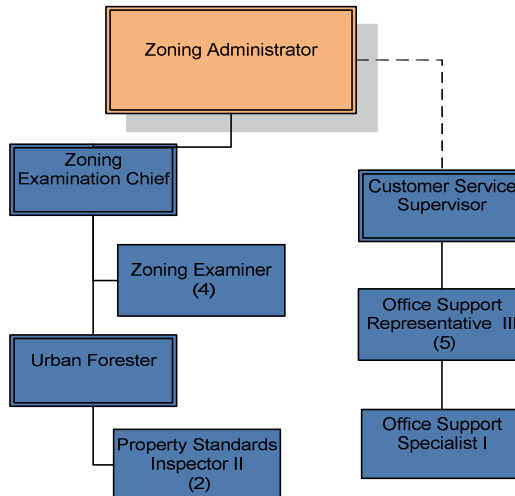 Zoning Administrator
Zoning
Examination Chief
Customer Service
Supervisor
Zoning Examiner
(4)
Office Support
Representative III
(5)
Urban Forester
Office Support
Specialist I
Property Standards
Inspector II
(2)